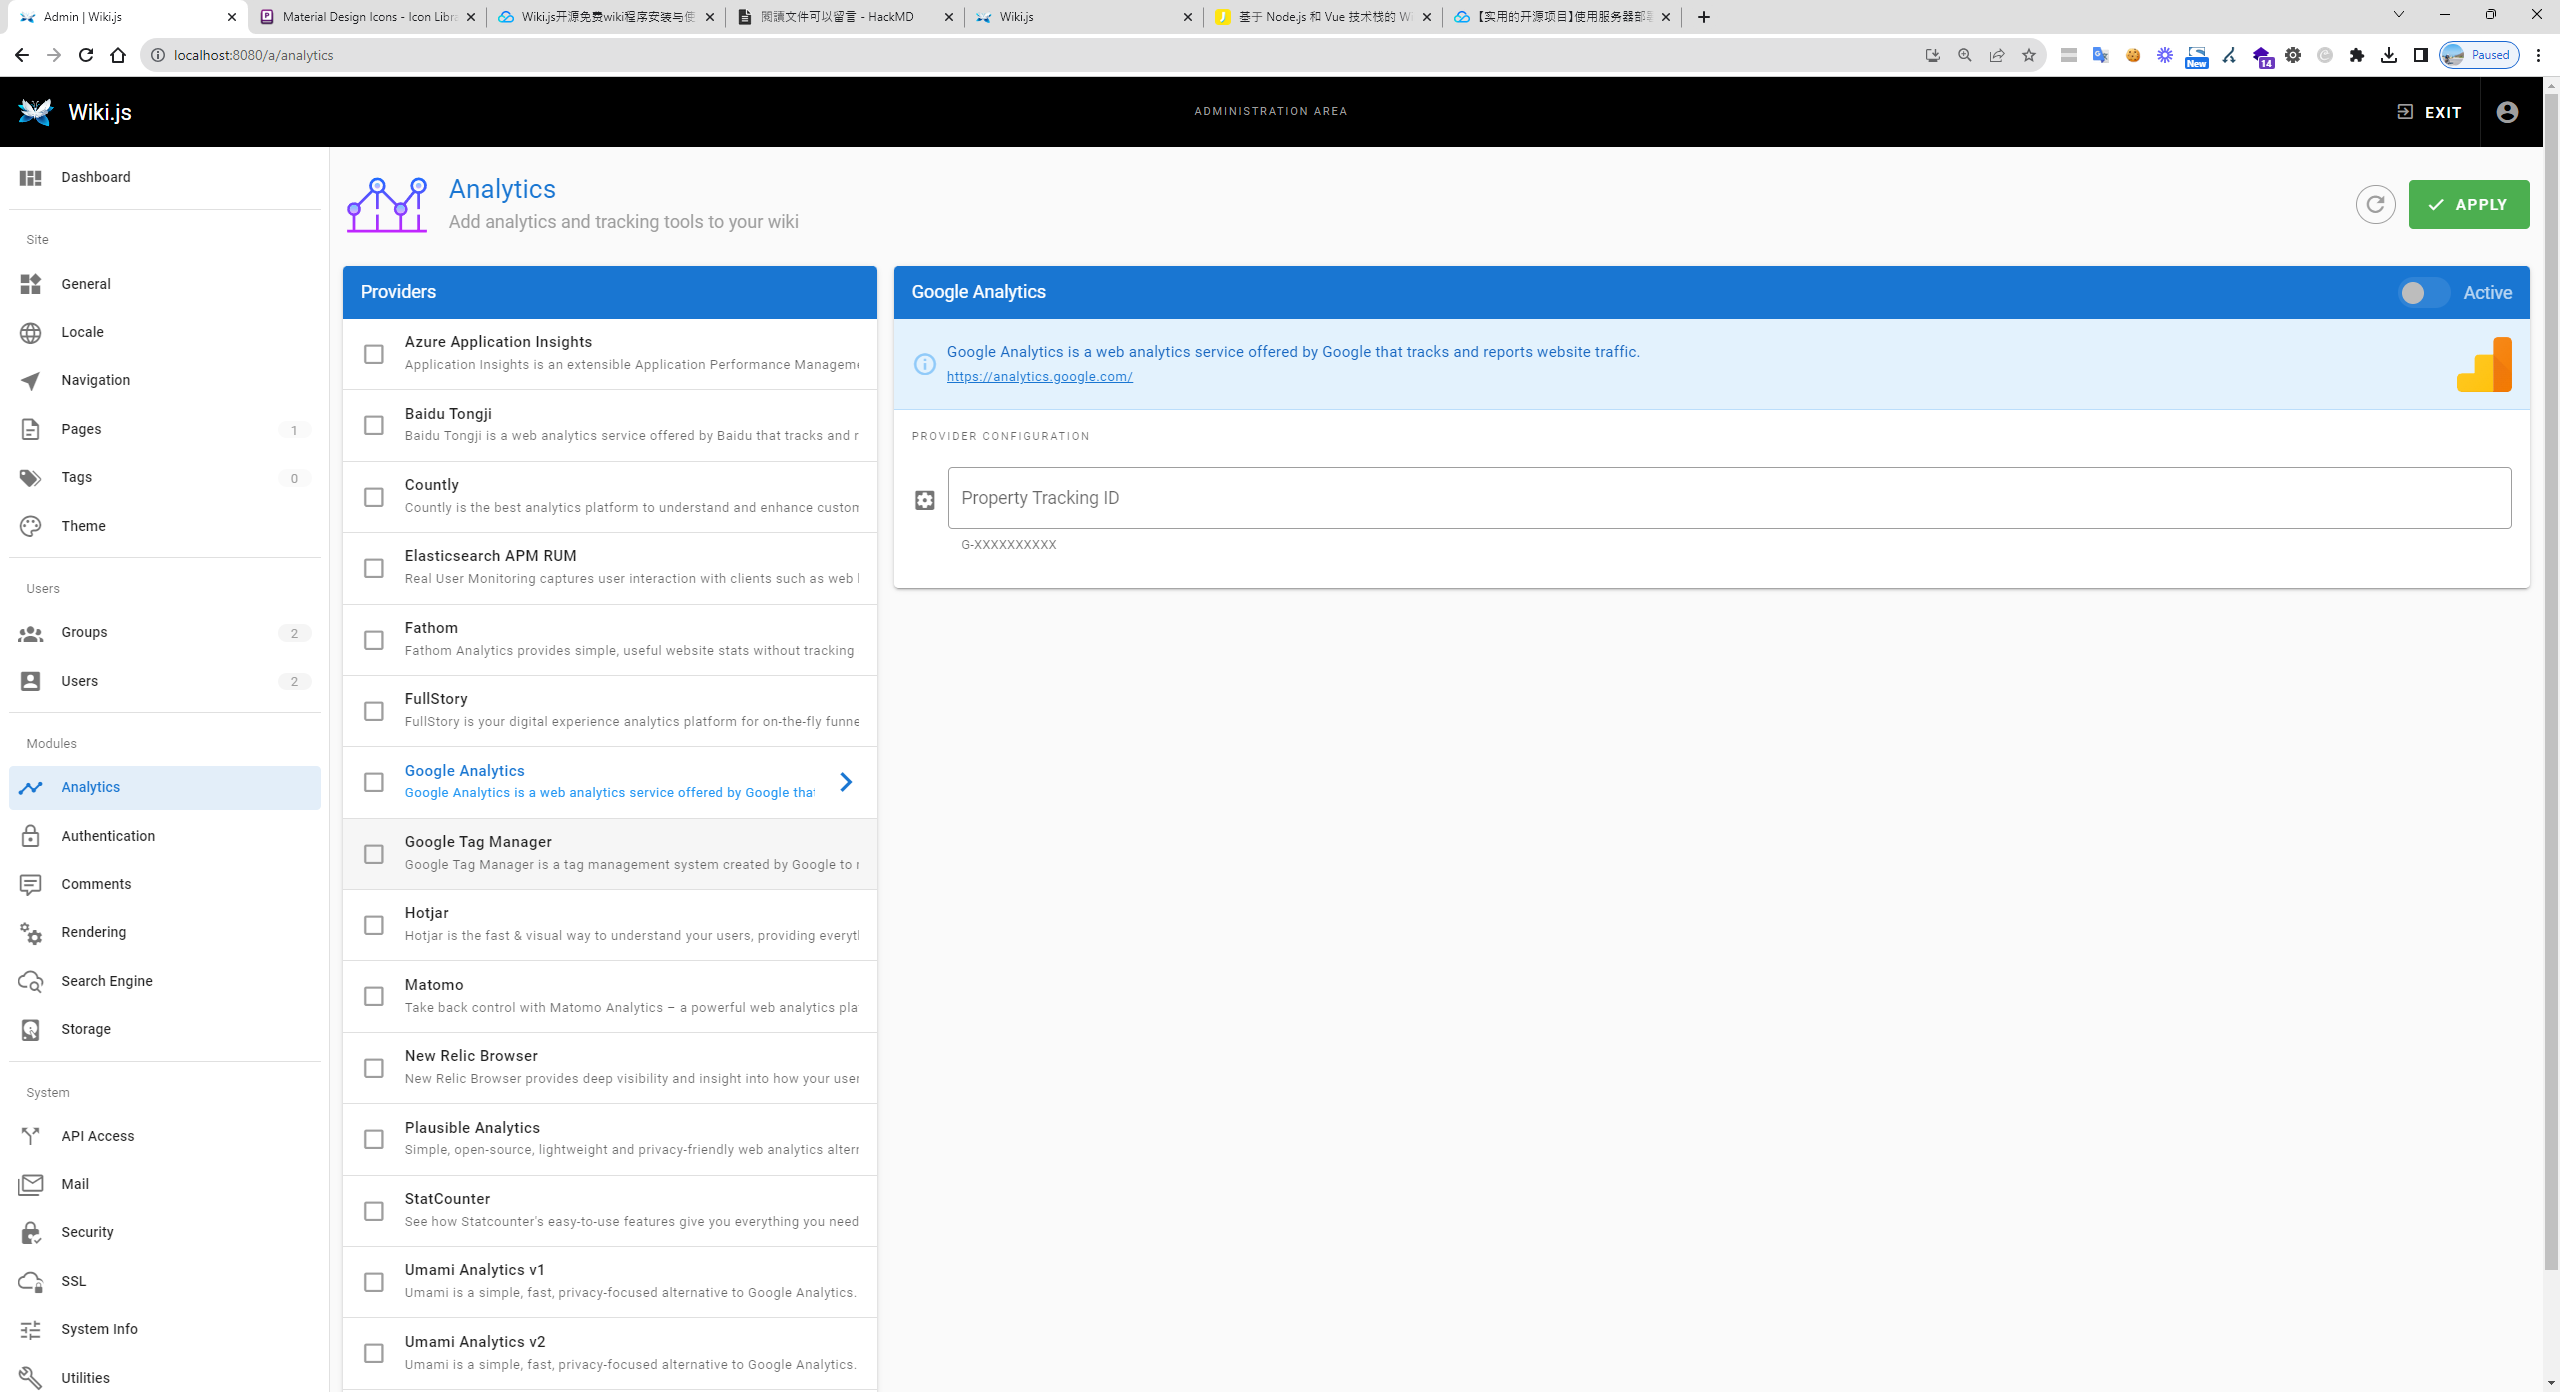 Admin | Wiki.js
Material Design Icons - Icon Libra
Wiki.js开源免费wiki程序安装与使
閱讀文件可以留言 - HackMD
Wiki.js
基于 Node.js 和 Vue 技术栈的 W
【实用的开源项目】使用服务器部署
localhost:8080/a/analytics
New
14
Paused
Wiki.js
ADMINISTRATION AREA
EXIT
Dashboard
Site
General
Locale
Navigation
Pages 1
Tags 0
Theme
Users
Groups 2
Users 2
Modules
Analytics
Authentication
Comments
Rendering
Search Engine
Storage
System
API Access
Mail
Security
SSL
System Info
Utilities
Analytics
Add analytics and tracking tools to your wiki
APPLY
Providers
Azure Application Insights
Application Insights is an extensible Application Performance Manageme
Baidu Tongji
Baidu Tongji is a web analytics service offered by Baidu that tracks and r
Countly
Countly is the best analytics platform to understand and enhance custom
Elasticsearch APM RUM
Real User Monitoring captures user interaction with clients such as web
Fathom
Fathom Analytics provides simple, useful website stats without tracking
FullStory
FullStory is your digital experience analytics platform for on-the-fly funne
Google Analytics
Google Analytics is a web analytics service offered by Google that
Google Tag Manager
Google Tag Manager is a tag management system created by Google to
Hotjar
Hotjar is the fast & visual way to understand your users, providing everyt
Matomo
Take back control with Matomo Analytics – a powerful web analytics pla
New Relic Browser
New Relic Browser provides deep visibility and insight into how your user
Plausible Analytics
Simple, open-source, lightweight and privacy-friendly web analytics altern
StatCounter
See how Statcounter's easy-to-use features give you everything you need
Umami Analytics v1
Umami is a simple, fast, privacy-focused alternative to Google Analytics.
Umami Analytics v2
Umami is a simple, fast, privacy-focused alternative to Google Analytics.
Google Analytics
Active
Google Analytics is a web analytics service offered by Google that tracks and reports website traffic.
https://analytics.google.com/
PROVIDER CONFIGURATION
Property Tracking ID
G-XXXXXXXXXX